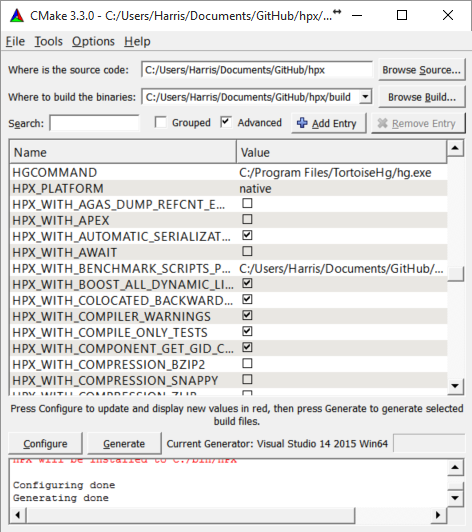 CMake 3.3.0 - C:/Users/Harris/Documents/GitHub/hpx/...
File Tools Options Help
Where is the source code: C:/Users/Harris/Documents/GitHub/hpx Browse Source...
Where to build the binaries: C:/Users/Harris/Documents/GitHub/hpx/build Browse Build...
Search: Grouped Advanced Add Entry Remove Entry
Name Value
HGCOMMAND C:/Program Files/TortoiseHg/hg.exe
HPX_PLATFORM native
HPX_WITH_AGAS_DUMP_REFCNT_E...
HPX_WITH_APEX
HPX_WITH_AUTOMATIC_SERIALIZAT...
HPX_WITH_AWAIT
HPX_WITH_BENCHMARK_SCRIPTS_P... C:/Users/Harris/Documents/GitHub/...
HPX_WITH_BOOST_ALL_DYNAMIC_LI...
HPX_WITH_COLOCATED_BACKWARD...
HPX_WITH_COMPILER_WARNINGS
HPX_WITH_COMPILE_ONLY_TESTS
HPX_WITH_COMPONENT_GET_GID_C...
HPX_WITH_COMPRESSION_BZIP2
HPX_WITH_COMPRESSION_SNAPPY
HPX_WITH_COMPRESSION_ZLIB
Press Configure to update and display new values in red, then press Generate to generate selected
build files.
Configure Generate Current Generator: Visual Studio 14 2015 Win64
HPX will be installed to C:/bin/hpx
Configuring done
Generating done